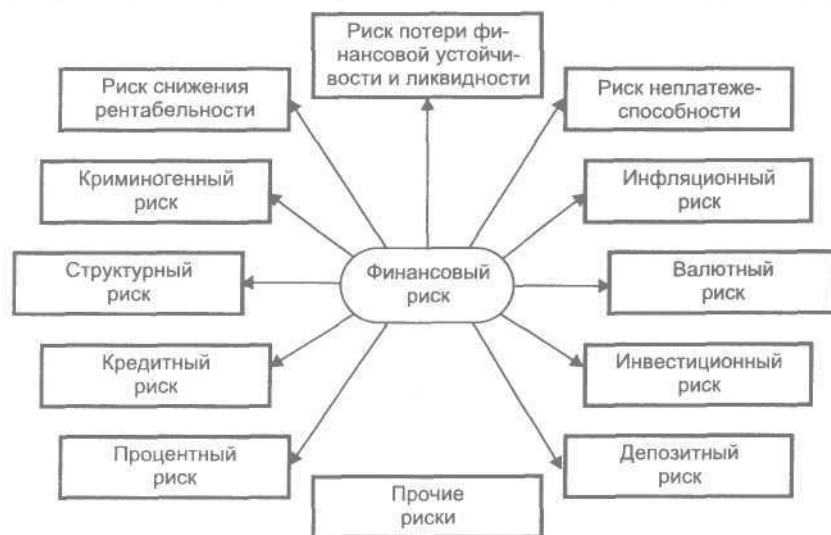 Риск потери фи-
нансовой устойчи-
вости и ликвидности
Риск снижения
рентабельности
Риск неплатеже-
способности
Криминогенный
риск
Инфляционный
риск
Структурный
риск
Финансовый
риск
Валютный
риск
Кредитный
риск
Инвестиционный
риск
Процентный
риск
Депозитный
риск
Прочие
риски